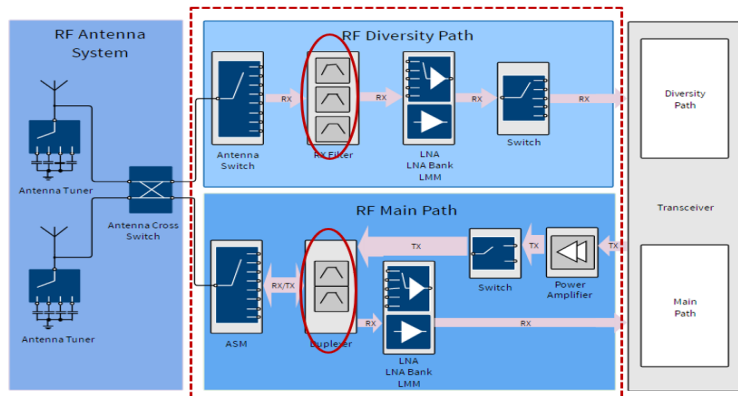 RF Antenna
System
Antenna Tuner
Antenna Cross
Switch
Antenna Tuner
RF Diversity Path
RX
RX
RX
RX
Antenna
Switch
RX Filter
LNA
LNA Bank
LMM
Switch
RF Main Path
TX
TX
TX
RX/TX
Switch
Power
Amplifier
RX
RX
ASM
Duplexer
LNA
LNA Bank
LMM
Diversity
Path
Transceiver
Main
Path